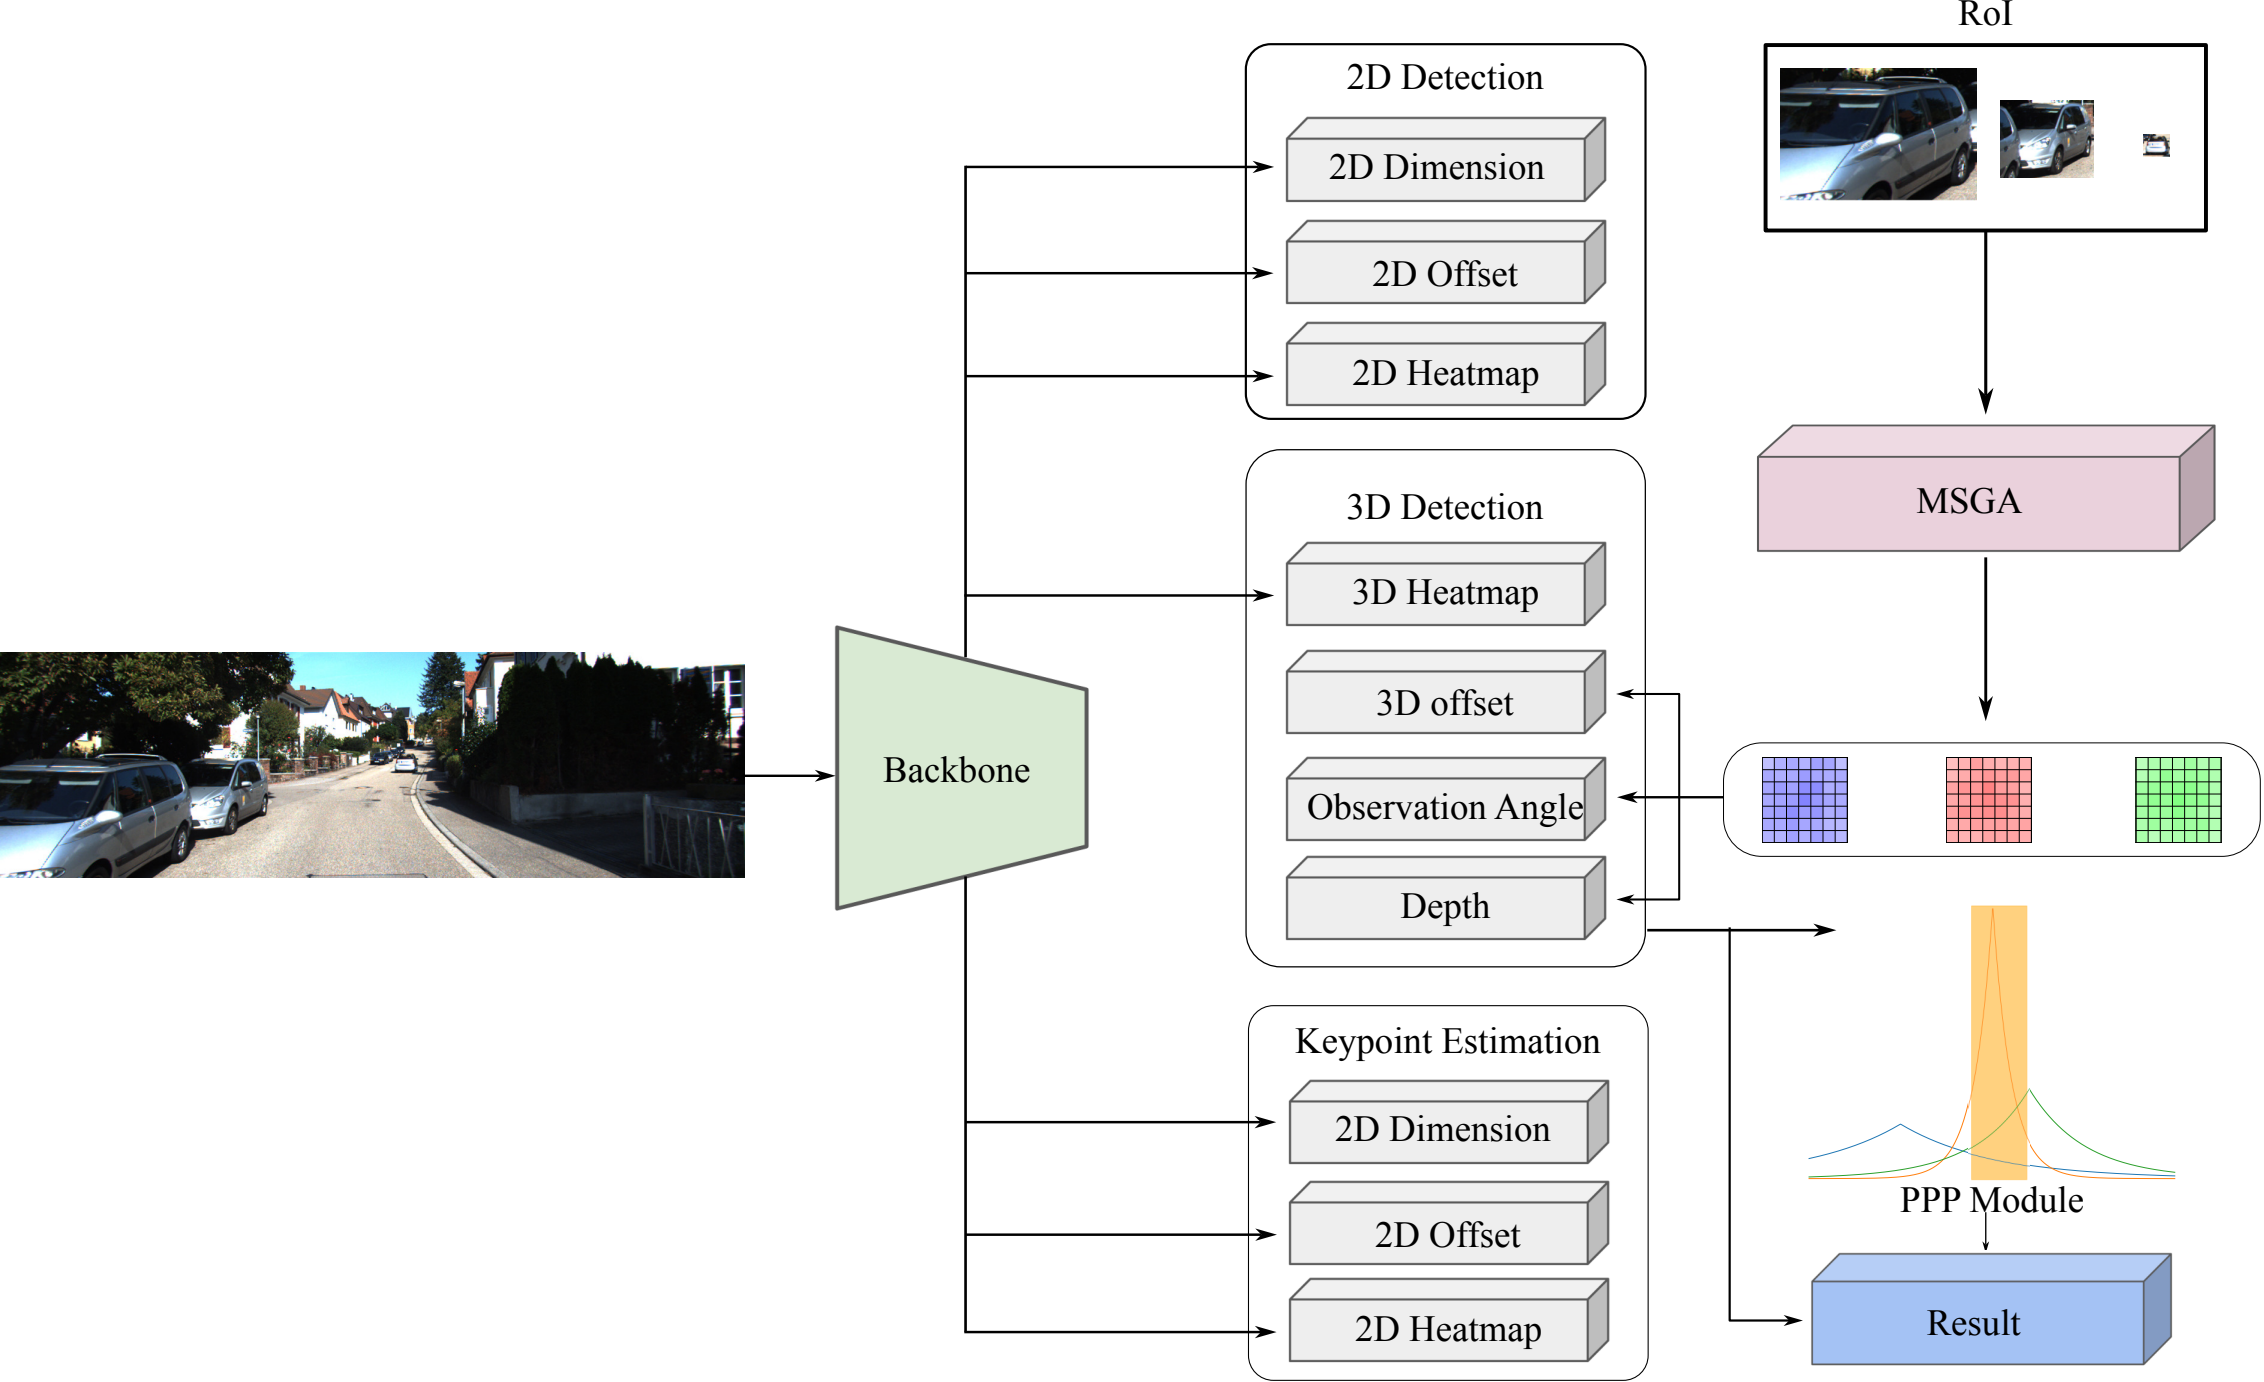 RoI
2D Detection
2D Dimension
2D Offset
2D Heatmap
MSGA
3D Detection
3D Heatmap
3D offset
Observation Angle
Depth
Backbone
Keypoint Estimation
2D Dimension
2D Offset
2D Heatmap
PPP Module
Result